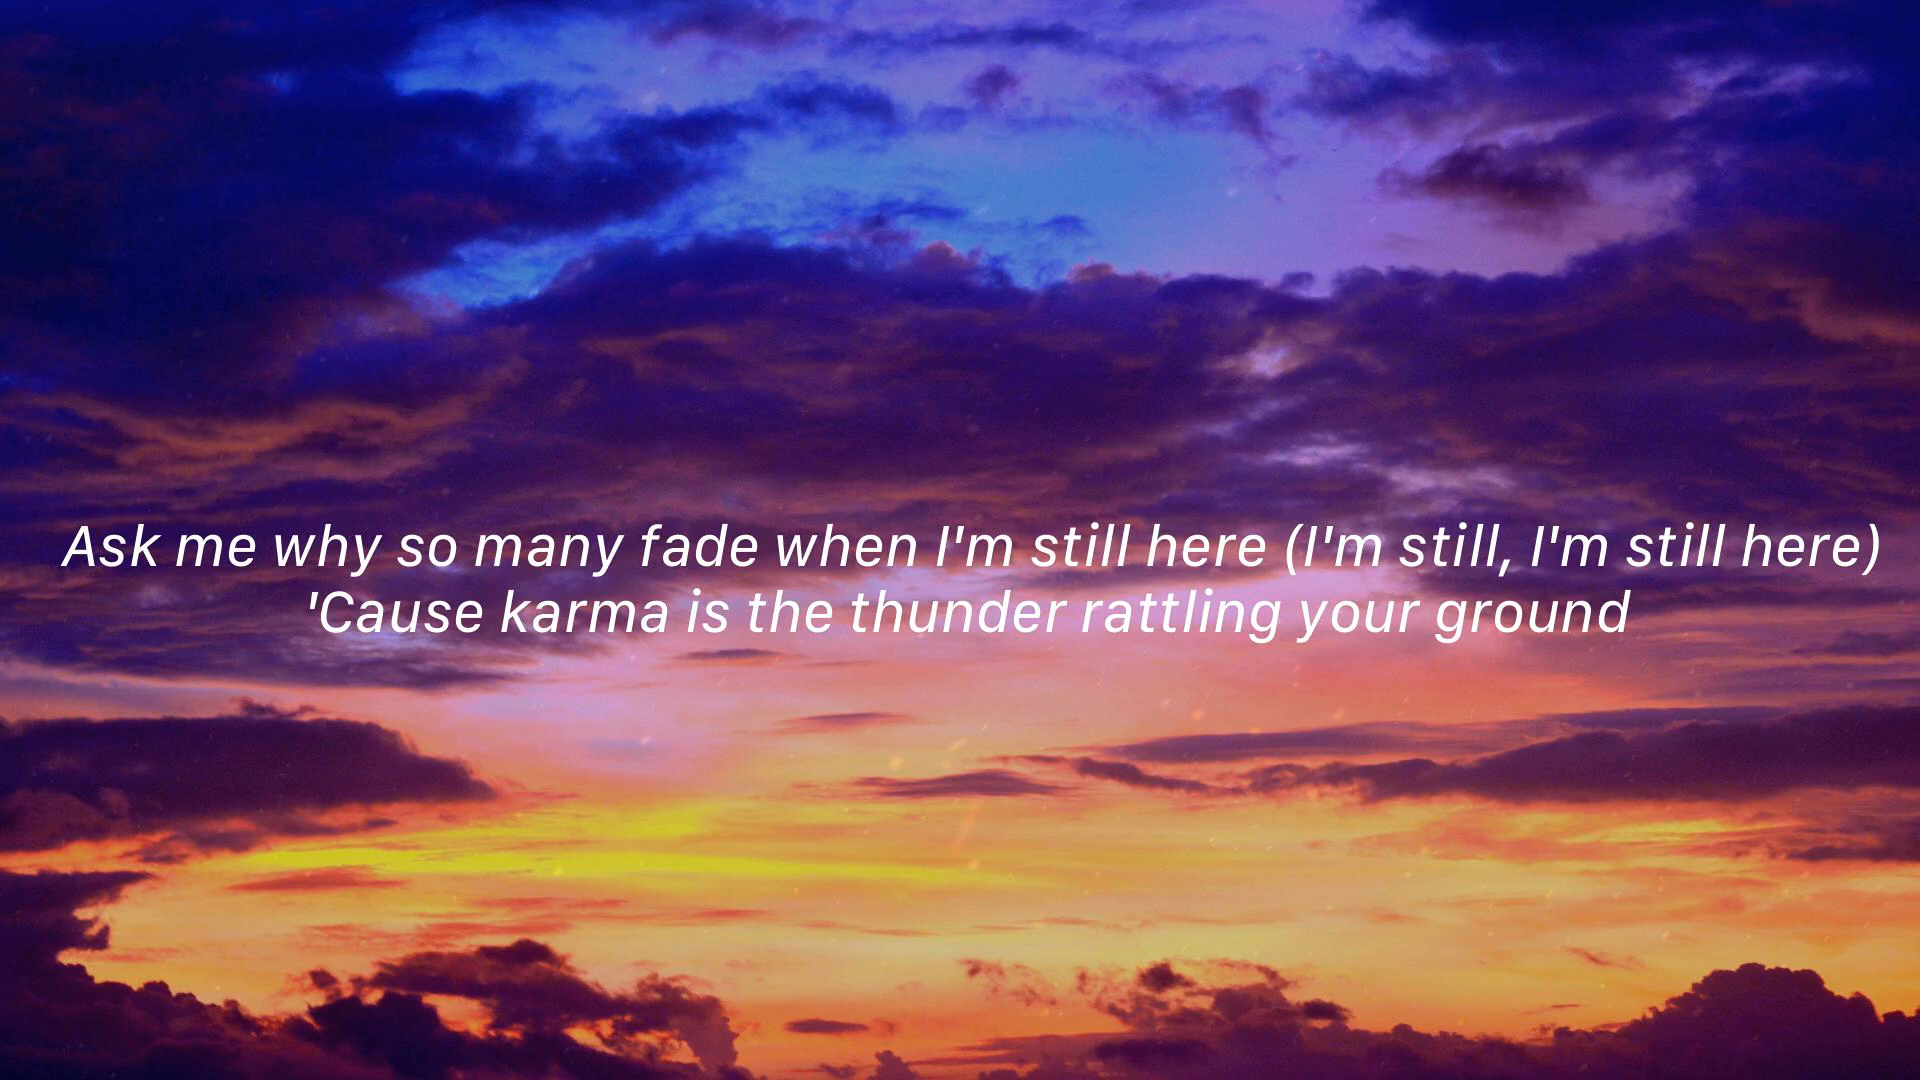 Ask me why so many fade when I'm still here (I'm still, I'm still here)
'Cause karma is the thunder rattling your ground